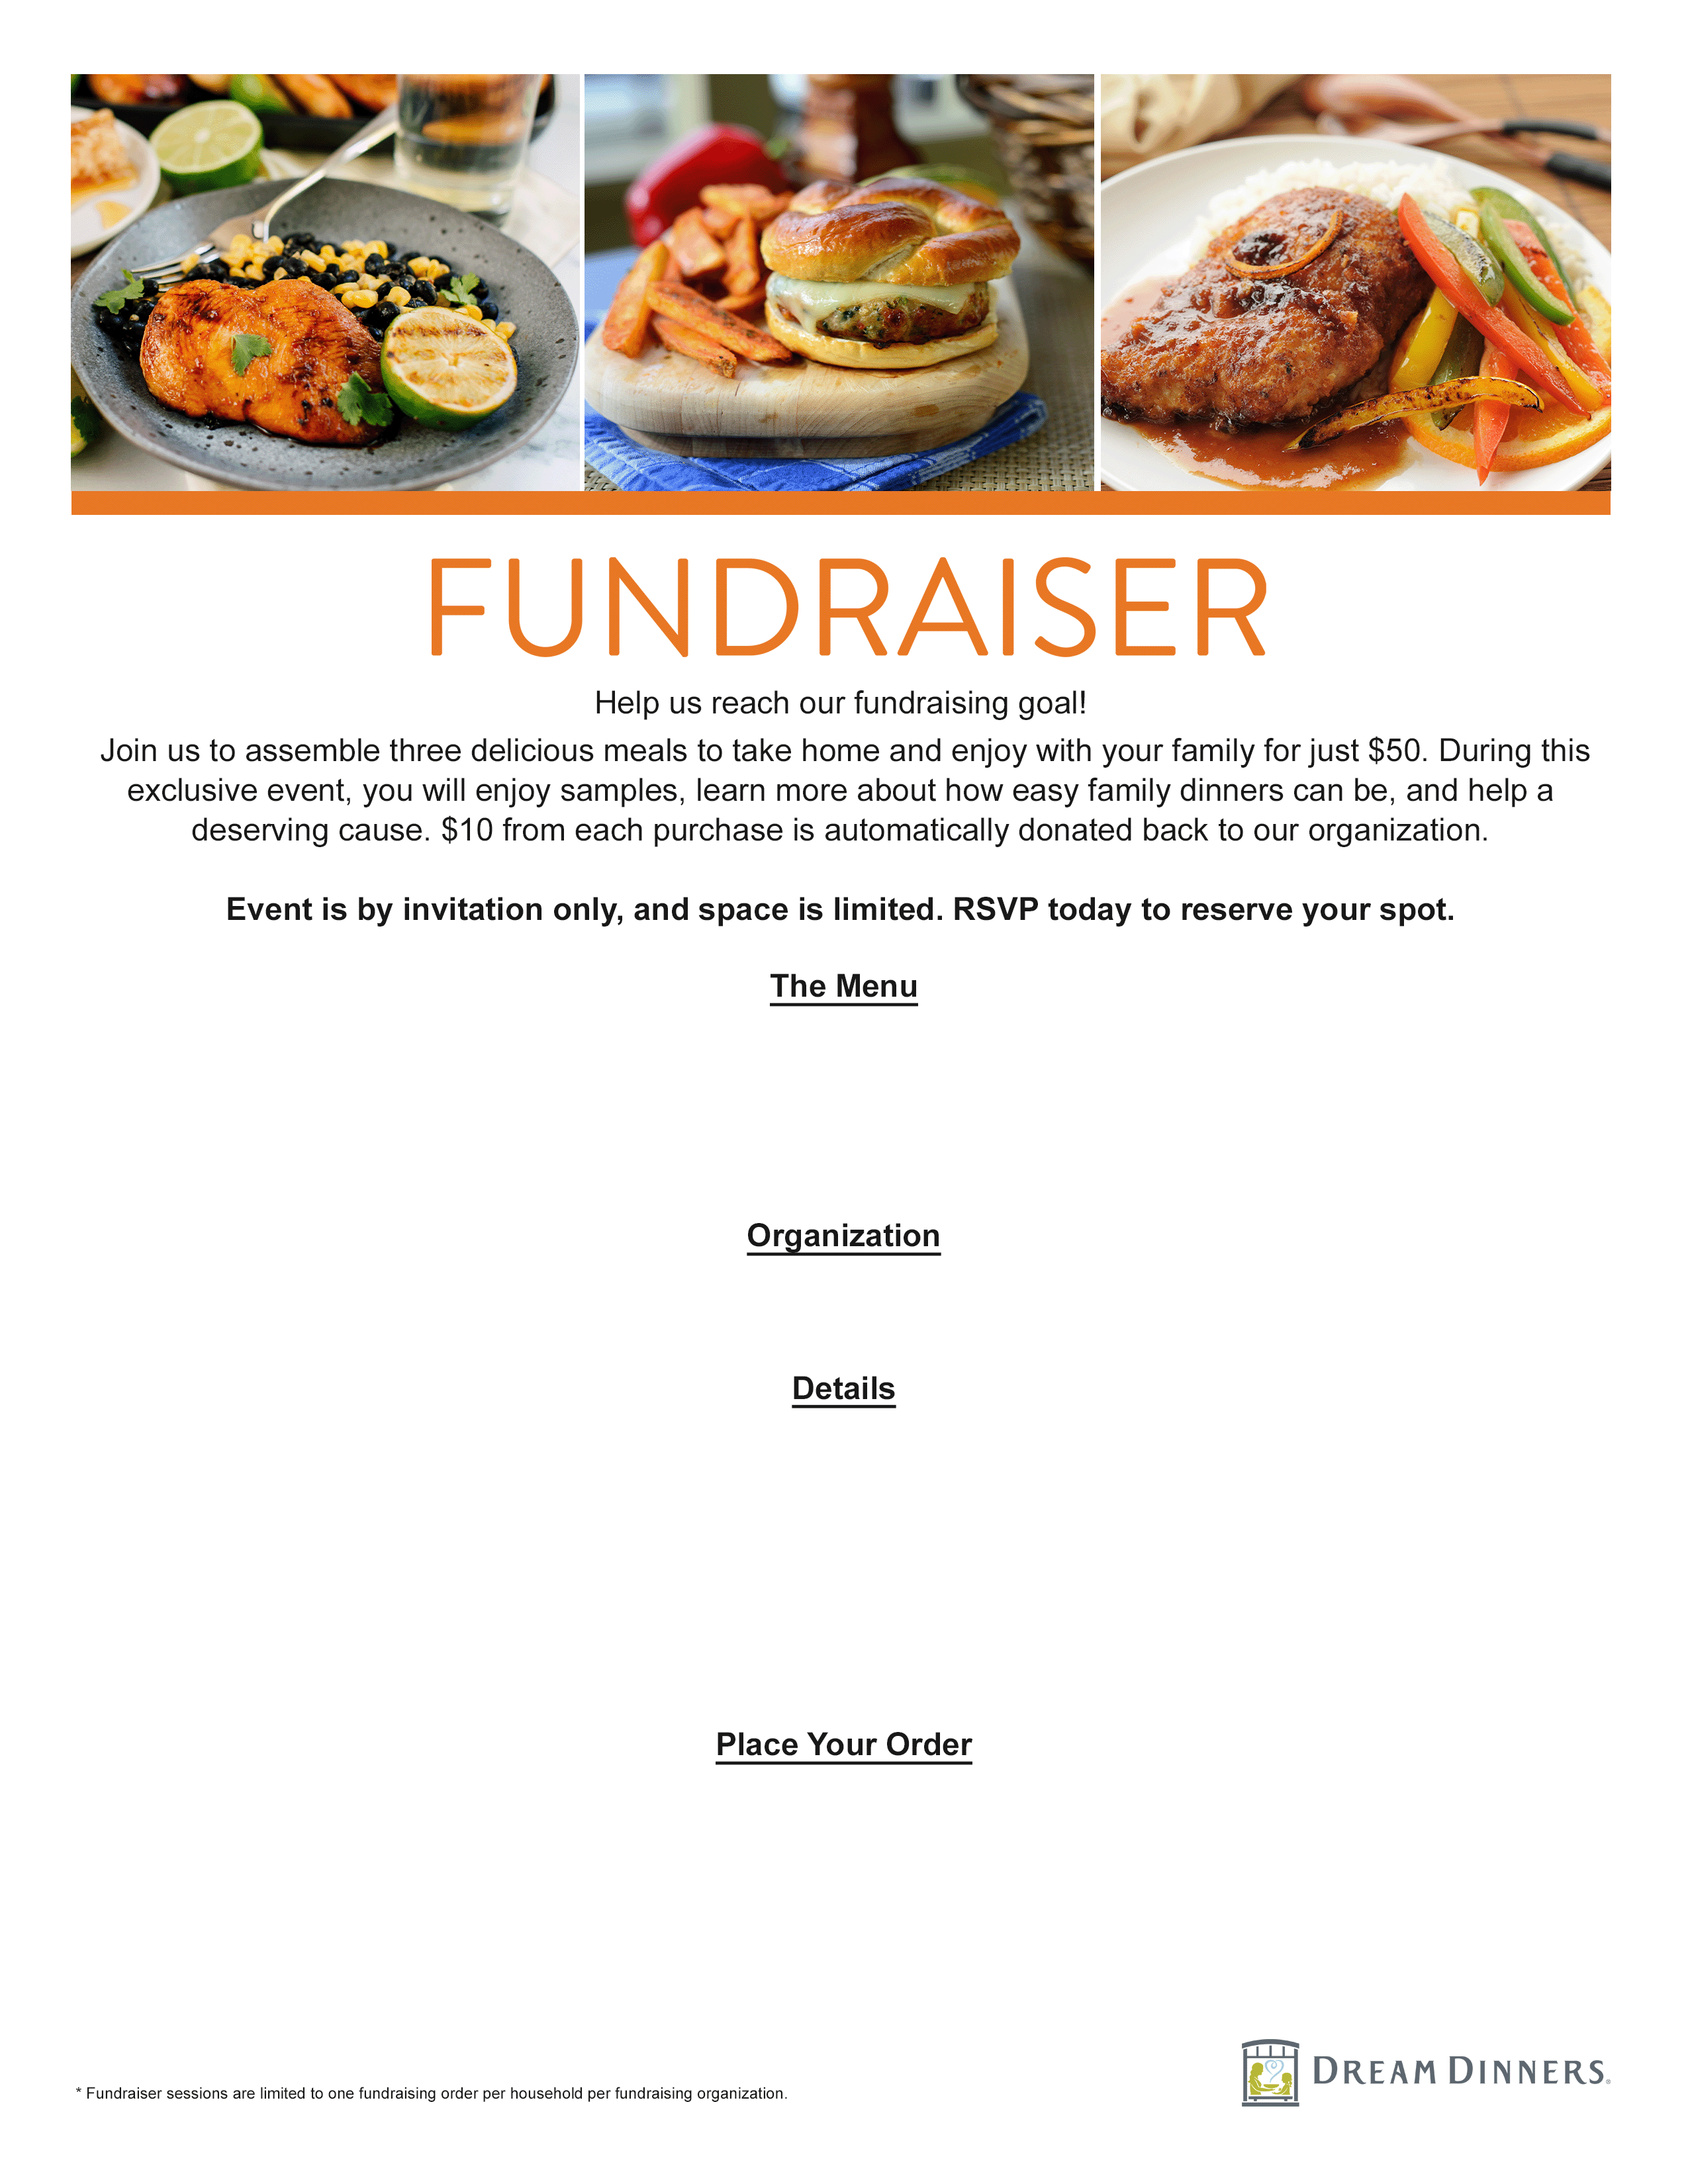 FUNDRAISER
Help us reach our fundraising goal!
Join us to assemble three delicious meals to take home and enjoy with your family for just $50. During this
exclusive event, you will enjoy samples, learn more about how easy family dinners can be, and help a
deserving cause. $10 from each purchase is automatically donated back to our organization.
Event is by invitation only, and space is limited. RSVP today to reserve your spot.
The Menu
Organization
Details
Place Your Order
* Fundraiser sessions are limited to one fundraising order per household per fundraising organization.
DREAM DINNERS®